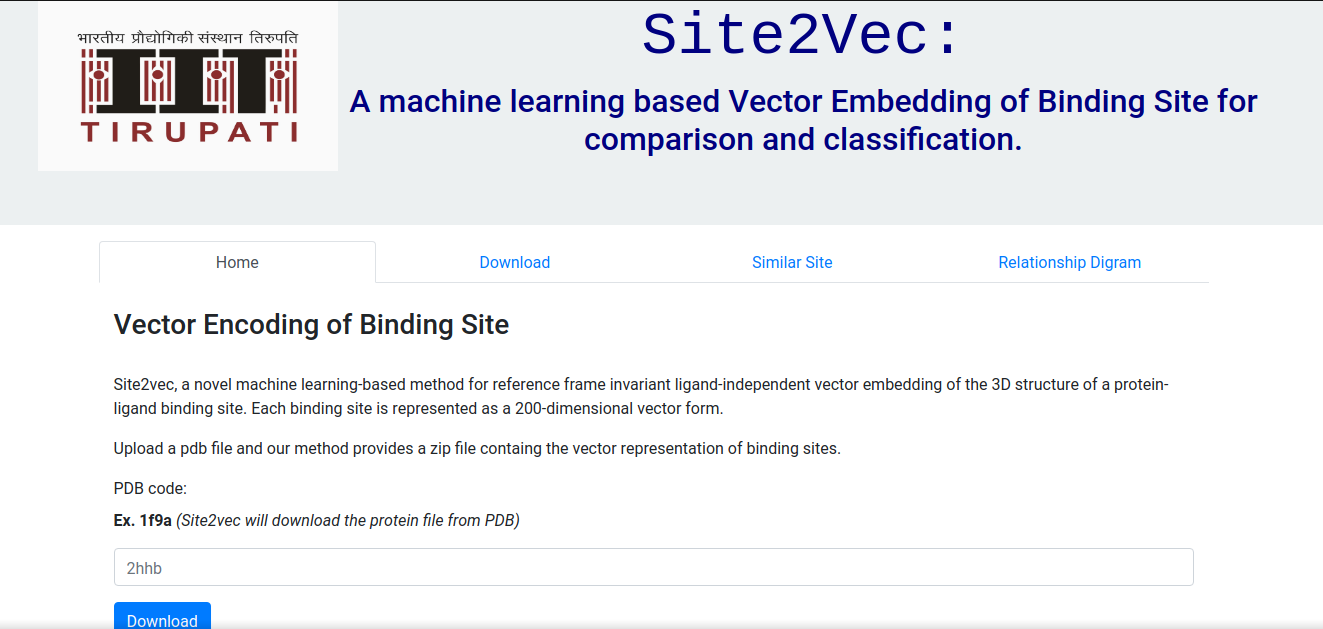 भारतीय प्रौद्योगिकी संस्थान तिरुपति
IIT
TIRUPATI
Site2Vec:
A machine learning based Vector Embedding of Binding Site for
comparison and classification.
Home
Download
Similar Site
Relationship Digram
Vector Encoding of Binding Site
Site2vec, a novel machine learning-based method for reference frame invariant ligand-independent vector embedding of the 3D structure of a protein-
ligand binding site. Each binding site is represented as a 200-dimensional vector form.
Upload a pdb file and our method provides a zip file containg the vector representation of binding sites.
PDB code:
Ex. 1f9a (Site2vec will download the protein file from PDB)
2hhb
Download